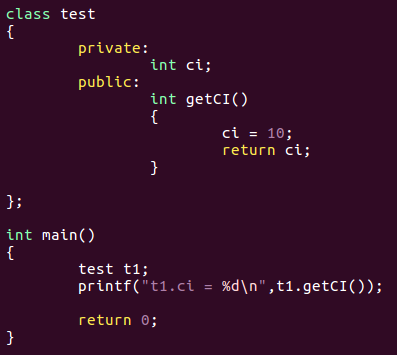 class test
{
        private:
                int ci;
        public:
                int getCI()
                {
                        ci = 10;
                        return ci;
                }

};

int main()
{
        test t1;
        printf("t1.ci = %d\n",t1.getCI());

        return 0;
}